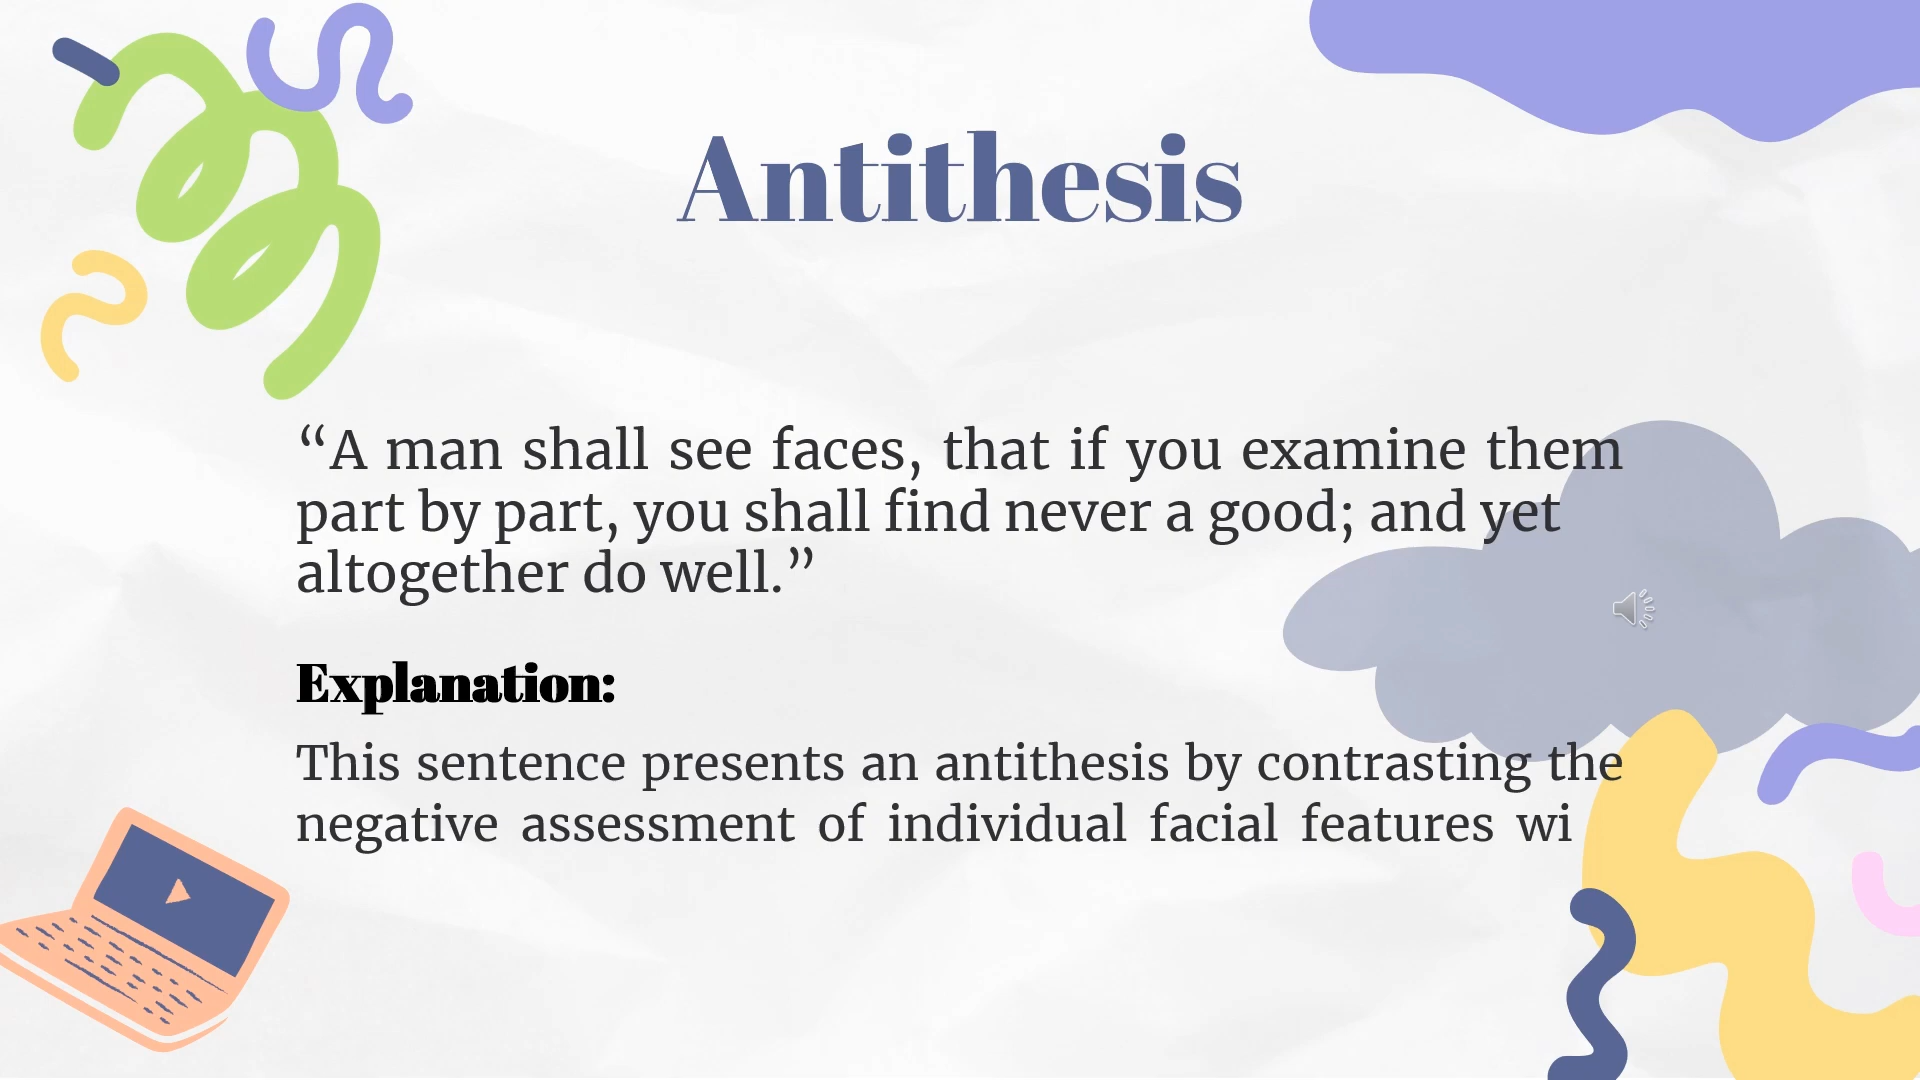 Antithesis
“A man shall see faces, that if you examine them
part by part, you shall find never a good; and yet
altogether do well.”
Explanation:
This sentence presents an antithesis by contrasting the
negative assessment of individual facial features wi